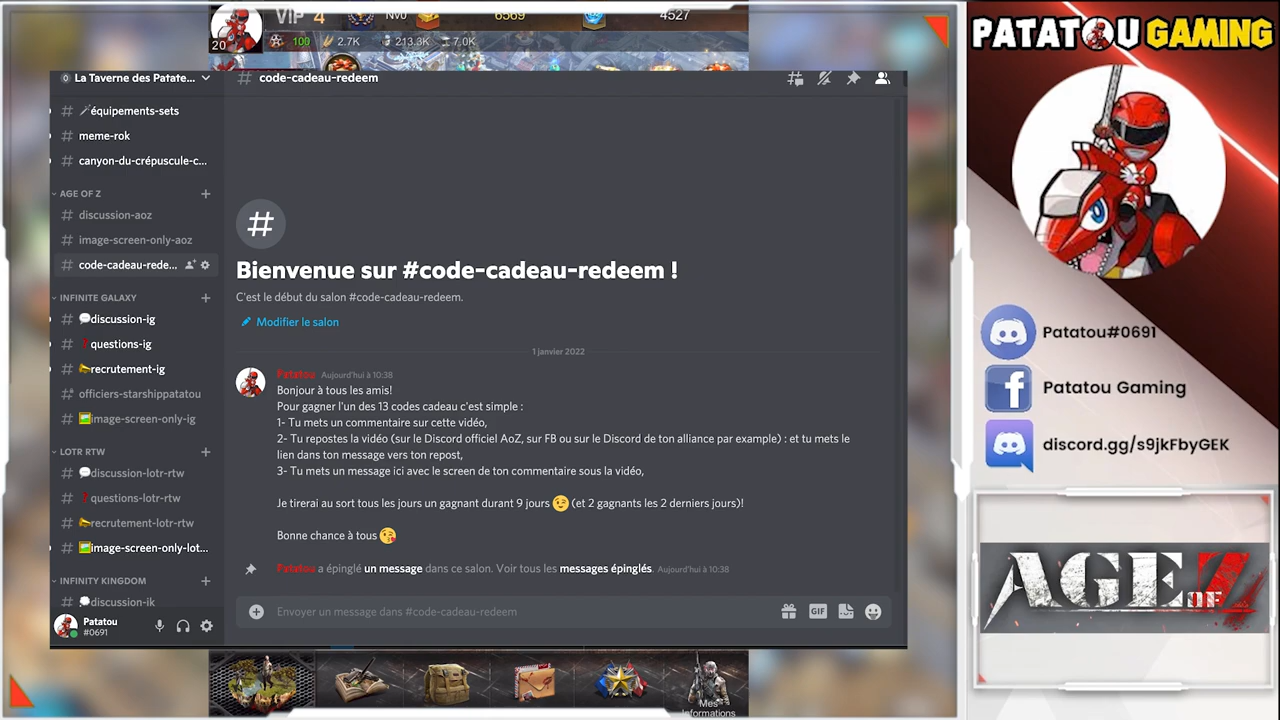 VIP 4
6569
4527
20
100
2.7K
213.3K
7.0K
PATATOU GAMING
La Taverne des Patate...
# code-cadeau-redeem
# équipements-sets
# meme-rok
# canyon-du-crépuscule-c...
AGE OF Z
# discussion-aoz
# image-screen-only-aoz
# code-cadeau-rede...
INFINITE GALAXY
# 💬discussion-ig
# ❓questions-ig
# 📣recrutement-ig
# officiers-starshippatatou
# 🖼️image-screen-only-ig
LOTR RTW
# 💬discussion-lotr-rtw
# ❓questions-lotr-rtw
# 📣recrutement-lotr-rtw
# 🖼️image-screen-only-lot...
INFINITY KINGDOM
# 💭discussion-ik
Patatou
#0691
#
Bienvenue sur #code-cadeau-redeem !
C'est le début du salon #code-cadeau-redeem.
Modifier le salon
1 janvier 2022
Patatou Aujourd'hui à 10:38
Bonjour à tous les amis!
Pour gagner l'un des 13 codes cadeau c'est simple :
1- Tu mets un commentaire sur cette vidéo,
2- Tu repostes la vidéo (sur le Discord officiel AoZ, sur FB ou sur le Discord de ton alliance par example) : et tu mets le
lien dans ton message vers ton repost,
3- Tu mets un message ici avec le screen de ton commentaire sous la vidéo,
Je tirerai au sort tous les jours un gagnant durant 9 jours 😉 (et 2 gagnants les 2 derniers jours)!
Bonne chance à tous 😘
Patatou a épinglé un message dans ce salon. Voir tous les messages épinglés. Aujourd'hui à 10:38
Envoyer un message dans #code-cadeau-redeem
GIF
Mes
Informations
Patatou#0691
Patatou Gaming
discord.gg/s9jkFbyGEK
AGE OF Z